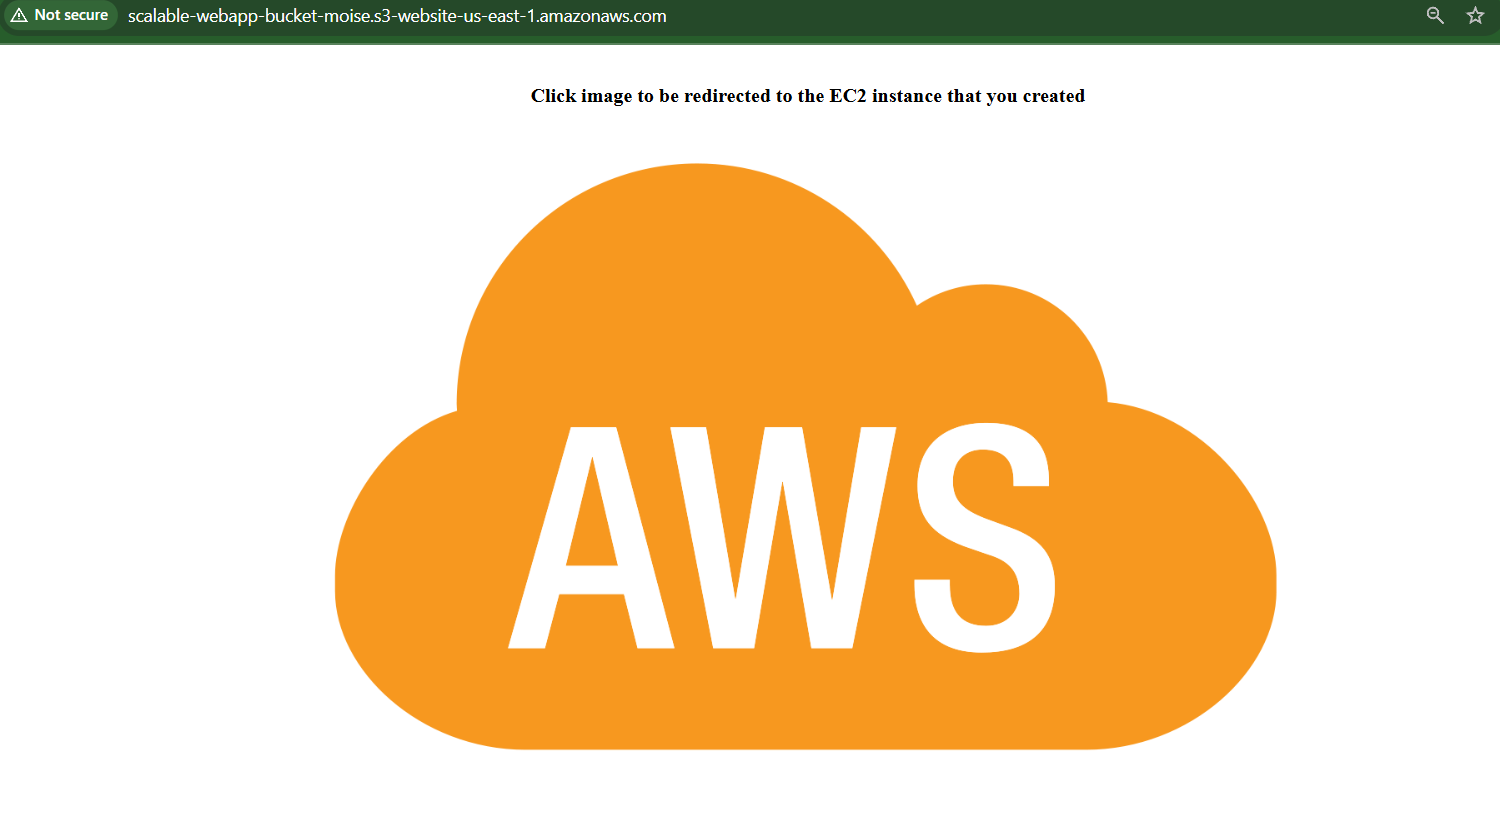 Not secure scalable-webapp-bucket-moise.s3-website-us-east-1.amazonaws.com
Click image to be redirected to the EC2 instance that you created
AWS